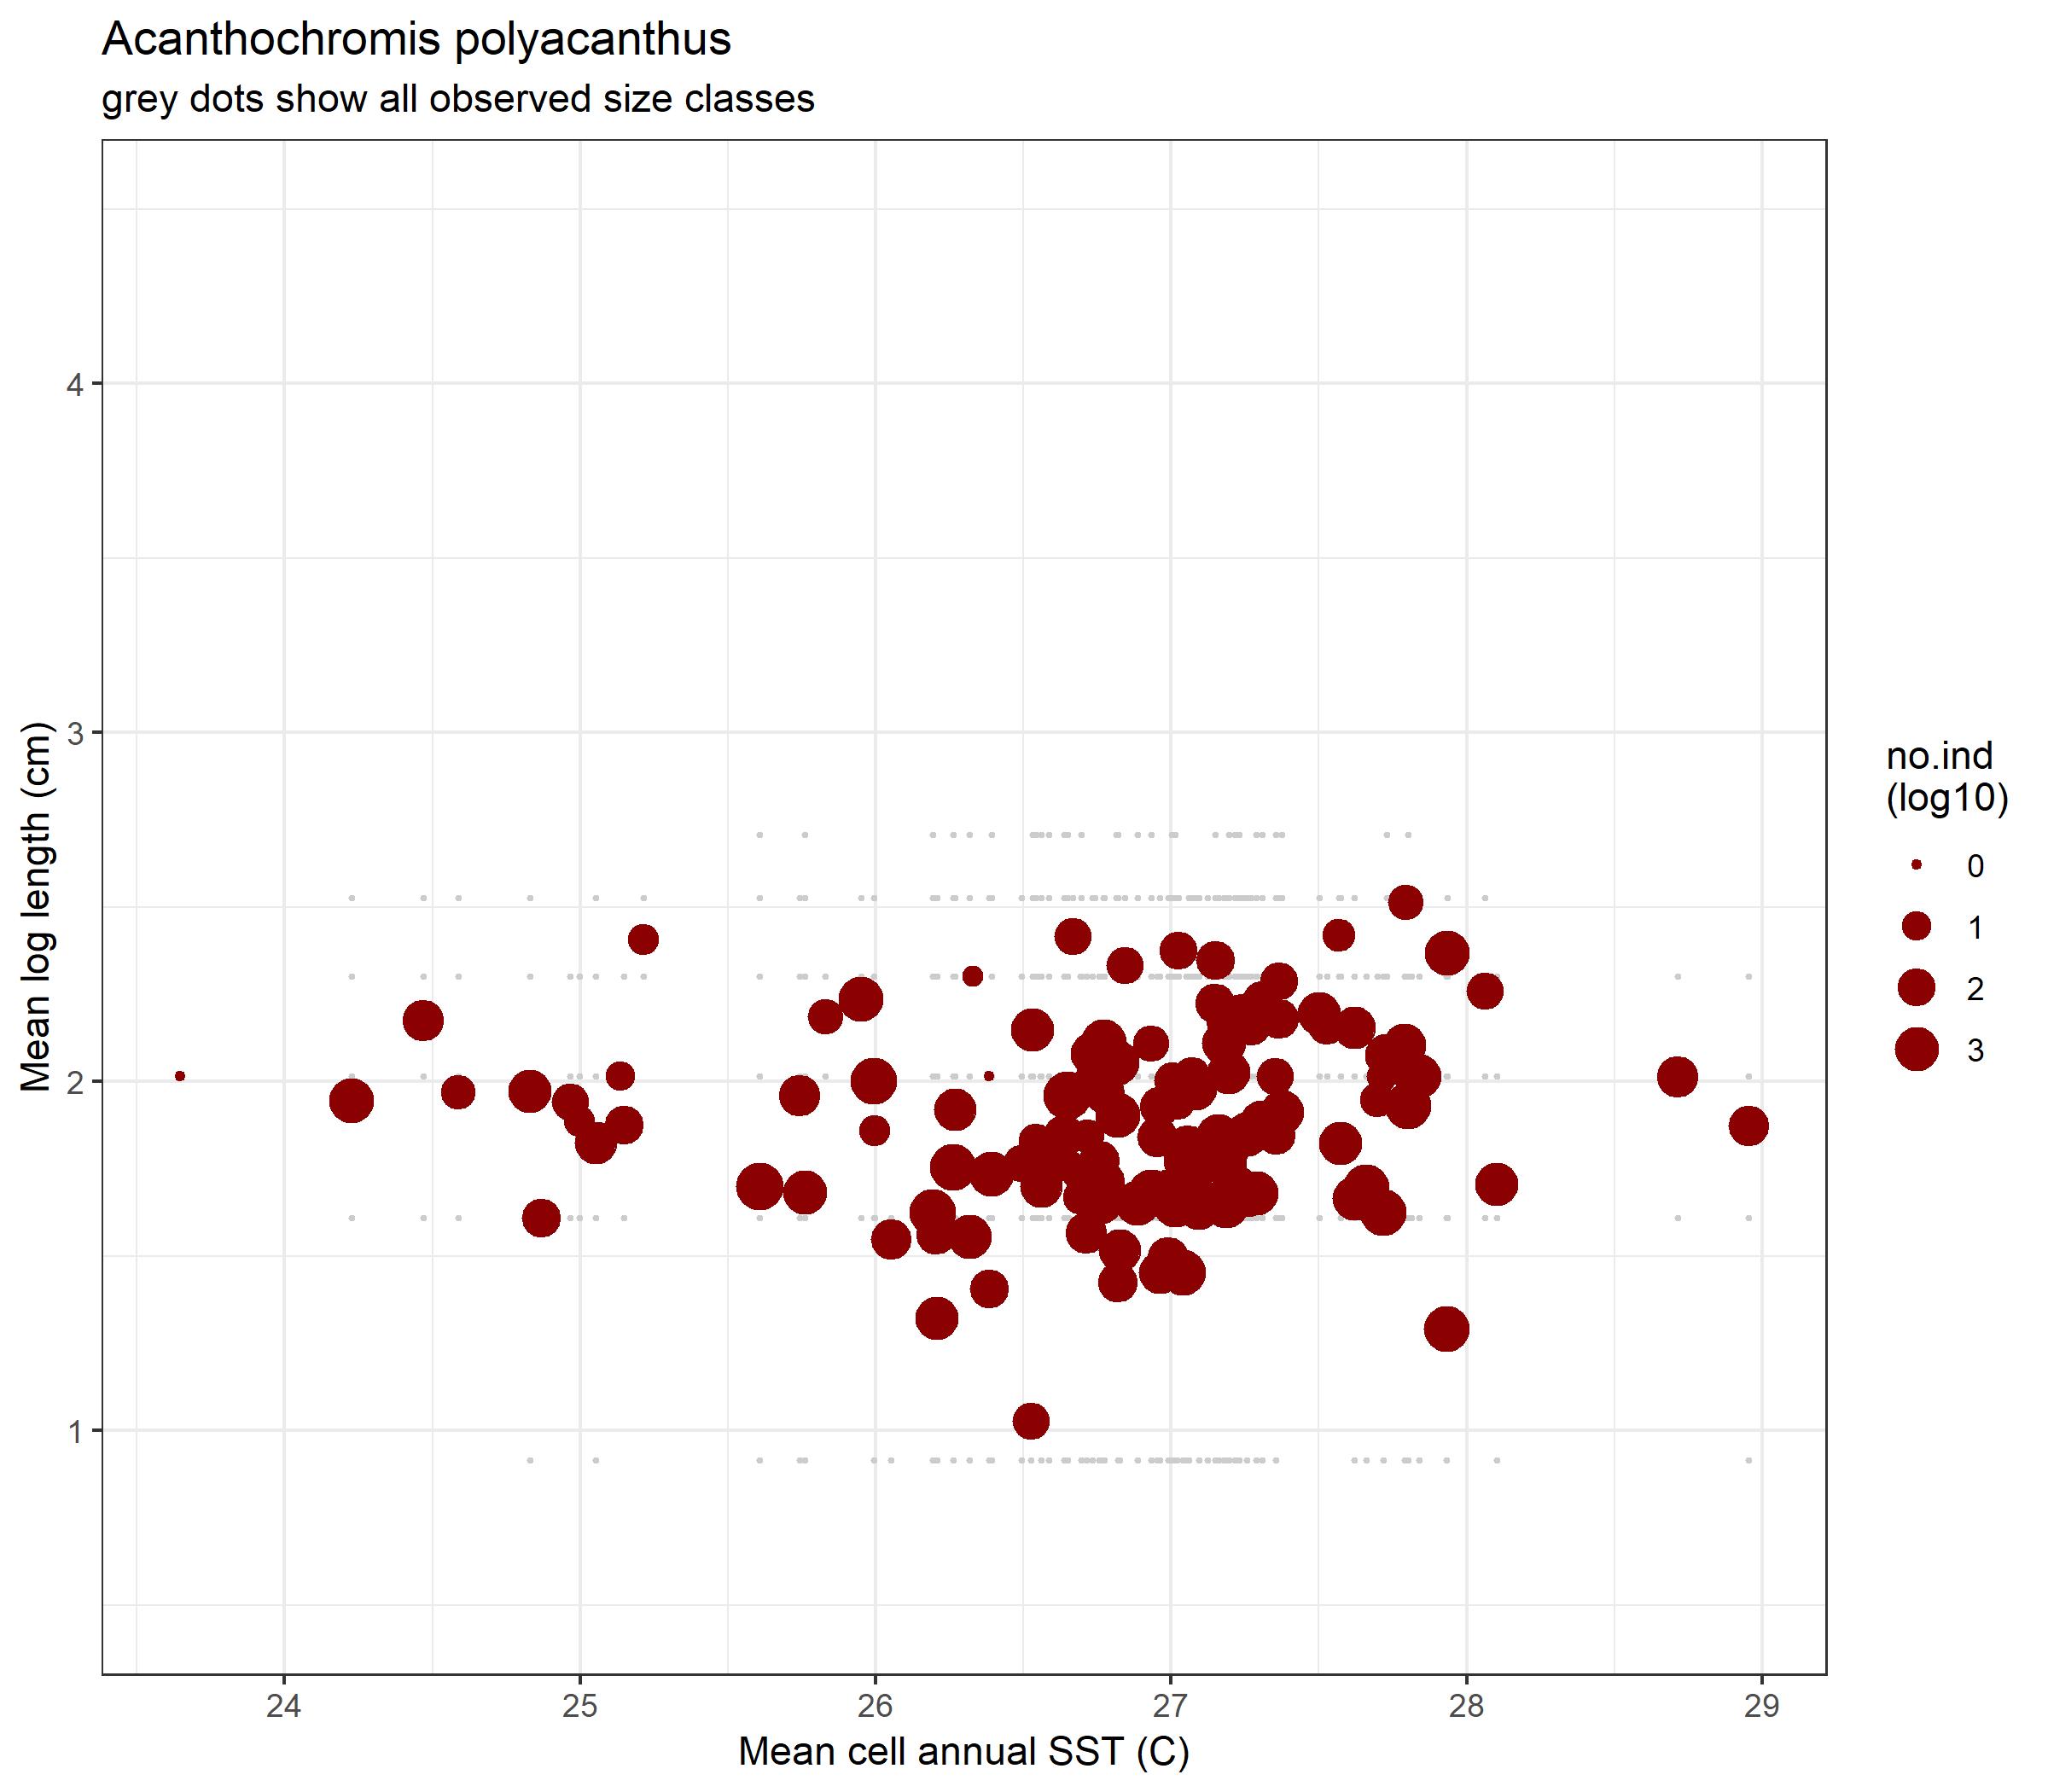 Acanthochromis polyacanthus
grey dots show all observed size classes
Mean log length (cm)
4
3
2
1
24 25 26 27 28 29
Mean cell annual SST (C)
no.ind
(log10)
0
1
2
3